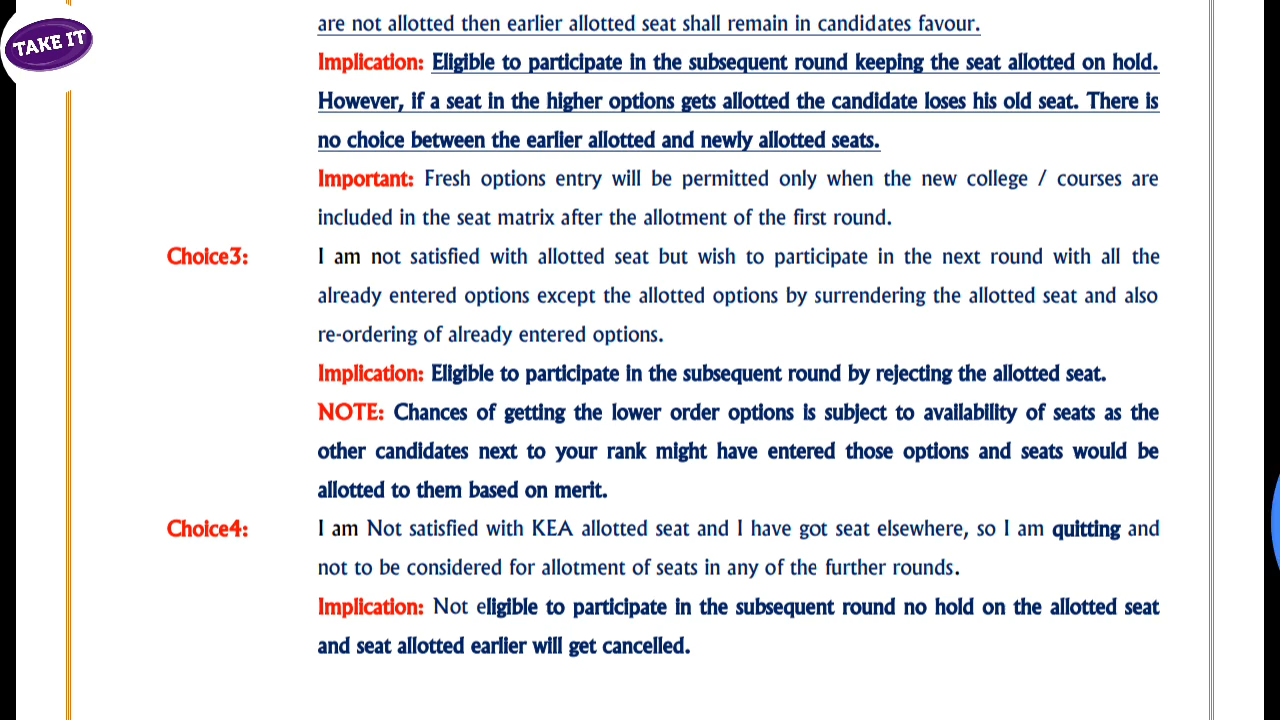 TAKE IT
are not allotted then earlier allotted seat shall remain in candidates favour.
Implication: Eligible to participate in the subsequent round keeping the seat allotted on hold.
However, if a seat in the higher options gets allotted the candidate loses his old seat. There is
no choice between the earlier allotted and newly allotted seats.
Important: Fresh options entry will be permitted only when the new college / courses are
included in the seat matrix after the allotment of the first round.
Choice3: I am not satisfied with allotted seat but wish to participate in the next round with all the
already entered options except the allotted options by surrendering the allotted seat and also
re-ordering of already entered options.
Implication: Eligible to participate in the subsequent round by rejecting the allotted seat.
NOTE: Chances of getting the lower order options is subject to availability of seats as the
other candidates next to your rank might have entered those options and seats would be
allotted to them based on merit.
Choice4: I am Not satisfied with KEA allotted seat and I have got seat elsewhere, so I am quitting and
not to be considered for allotment of seats in any of the further rounds.
Implication: Not eligible to participate in the subsequent round no hold on the allotted seat
and seat allotted earlier will get cancelled.